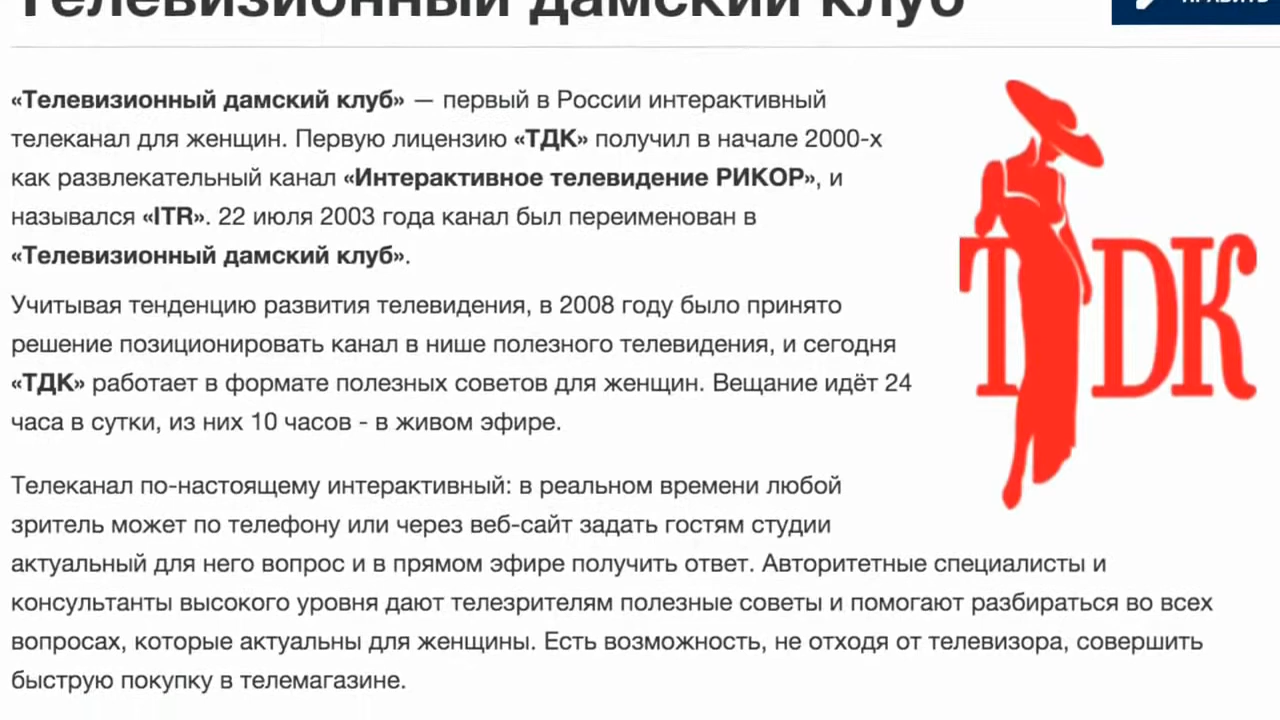 Телевизионный дамский клуб
«Телевизионный дамский клуб» — первый в России интерактивный
телеканал для женщин. Первую лицензию «ТДК» получил в начале 2000-х
как развлекательный канал «Интерактивное телевидение РИКОР», и
назывался «ITR». 22 июля 2003 года канал был переименован в
«Телевизионный дамский клуб».
Учитывая тенденцию развития телевидения, в 2008 году было принято
решение позиционировать канал в нише полезного телевидения, и сегодня
«ТДК» работает в формате полезных советов для женщин. Вещание идёт 24
часа в сутки, из них 10 часов - в живом эфире.
Телеканал по-настоящему интерактивный: в реальном времени любой
зритель может по телефону или через веб-сайт задать гостям студии
актуальный для него вопрос и в прямом эфире получить ответ. Авторитетные специалисты и
консультанты высокого уровня дают телезрителям полезные советы и помогают разбираться во всех
вопросах, которые актуальны для женщины. Есть возможность, не отходя от телевизора, совершить
быструю покупку в телемагазине.
TDK